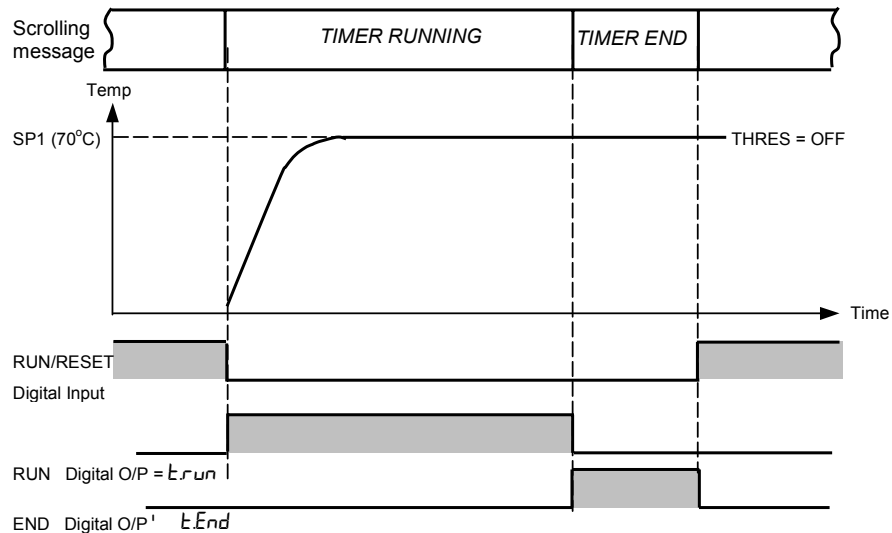 Scrolling
message
TIMER RUNNING
TIMER END
Temp
SP1 (70°C)
THRES = OFF
Time
RUN/RESET
Digital Input
RUN Digital O/P = t.run
END Digital O/P ' t.End